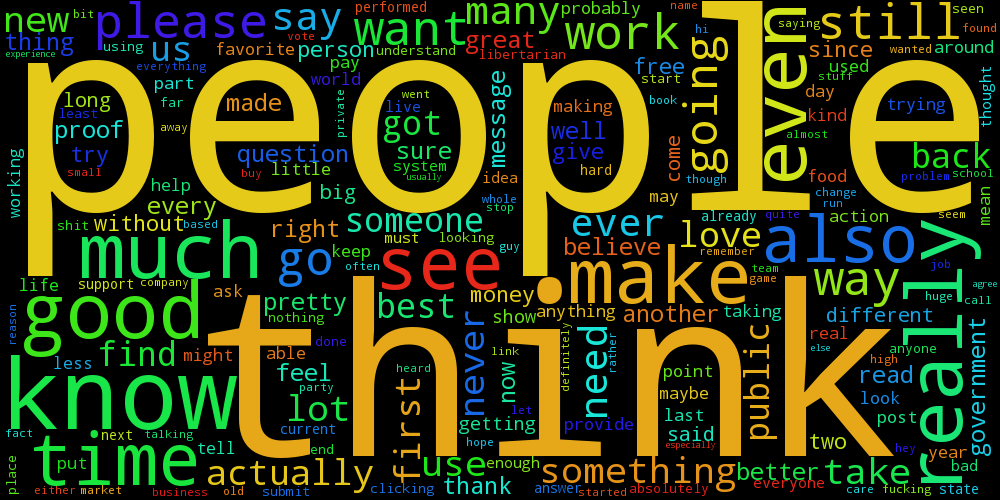 people
think
new
bit
performed
please
say
many
probably
name
thing
using
us
favorite
person
vote
want
understand
great
work
libertarian
hi
saying
still
seen
found
experience
everything
part
pay
world
free
going
even
since
wanted
around
long
far
made
live
went
got
message
making
start
book
day
used
stuff
trying
thought
least
proof
away
private
well
kind
almost
try
question
sure
idea
give
hard
come
though
food
back
problem
school
small
buy
little
system
usually
working
help
big
whole
stop
may
change
run
mean
shit
without
every
based
right
someone
guy
ever
already
quite
action
seem
much
go
keep
must
looking
believe
love
remember
also
often
see
make
team
game
way
job
life
support
company
ask
pretty
best
money
anything
another
taking
different
huge
agree
call
good
nothing
show
reason
less
find
might
able
done
never
link
now
definitely
need
rather
public
real
else
anyone
really
government
know
feel
heard
point
high
read
party
lot
first
let
maybe
look
fact
next
talking
tell
current
end
getting
hope
provide
last
said
post
hey
two
year
time
put
actually
use
enough
something
especially
better
take
bad
place
either
market
business
old
submit
clicking
thank
answer
started
absolutely
everyone
care
fucking
state